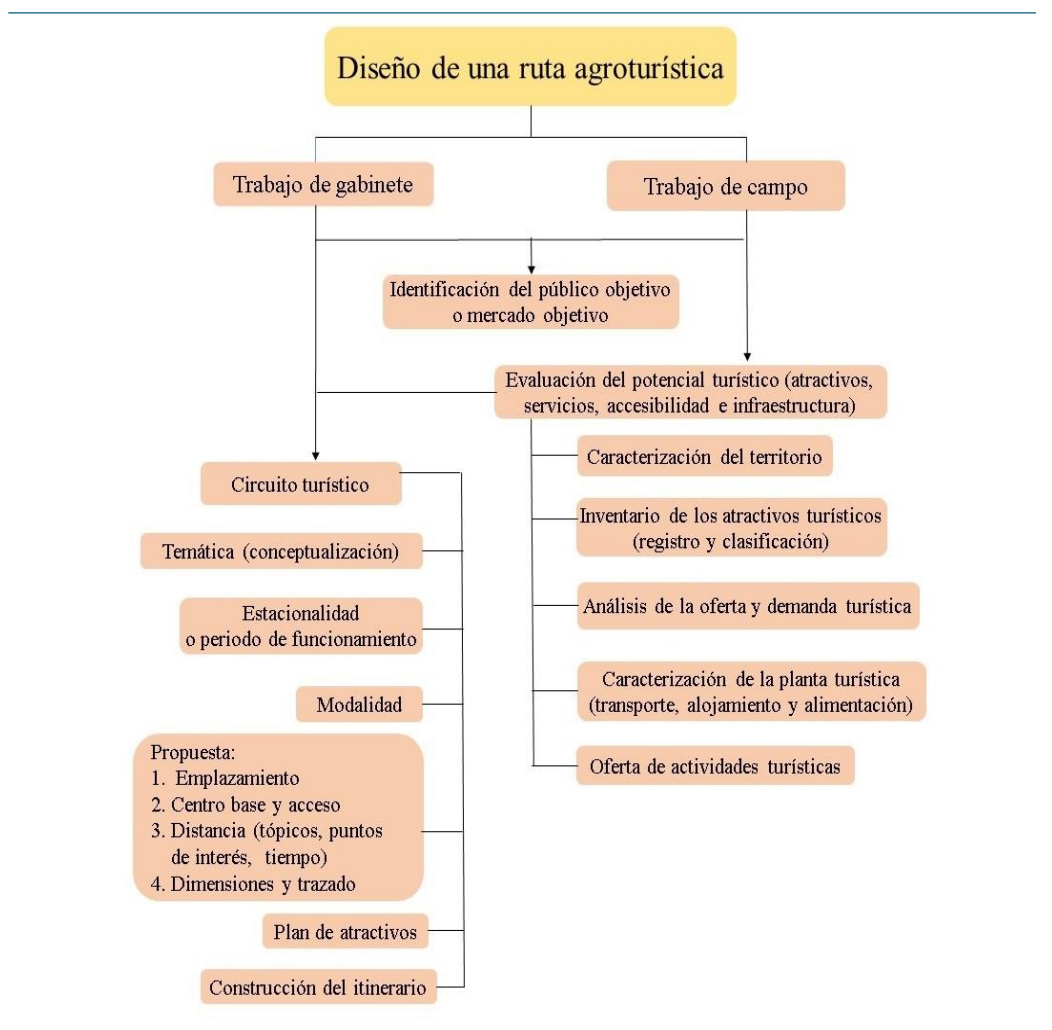 Diseño de una ruta agroturística
Trabajo de gabinete
Trabajo de campo
Identificación del público objetivo
o mercado objetivo
Evaluación del potencial turístico (atractivos,
servicios, accesibilidad e infraestructura)
Caracterización del territorio
Inventario de los atractivos turísticos
(registro y clasificación)
Análisis de la oferta y demanda turística
Caracterización de la planta turística
(transporte, alojamiento y alimentación)
Oferta de actividades turísticas
Circuito turístico
Temática (conceptualización)
Estacionalidad
o periodo de funcionamiento
Modalidad
Propuesta:
1. Emplazamiento
2. Centro base y acceso
3. Distancia (tópicos, puntos
de interés, tiempo)
4. Dimensiones y trazado
Plan de atractivos
Construcción del itinerario